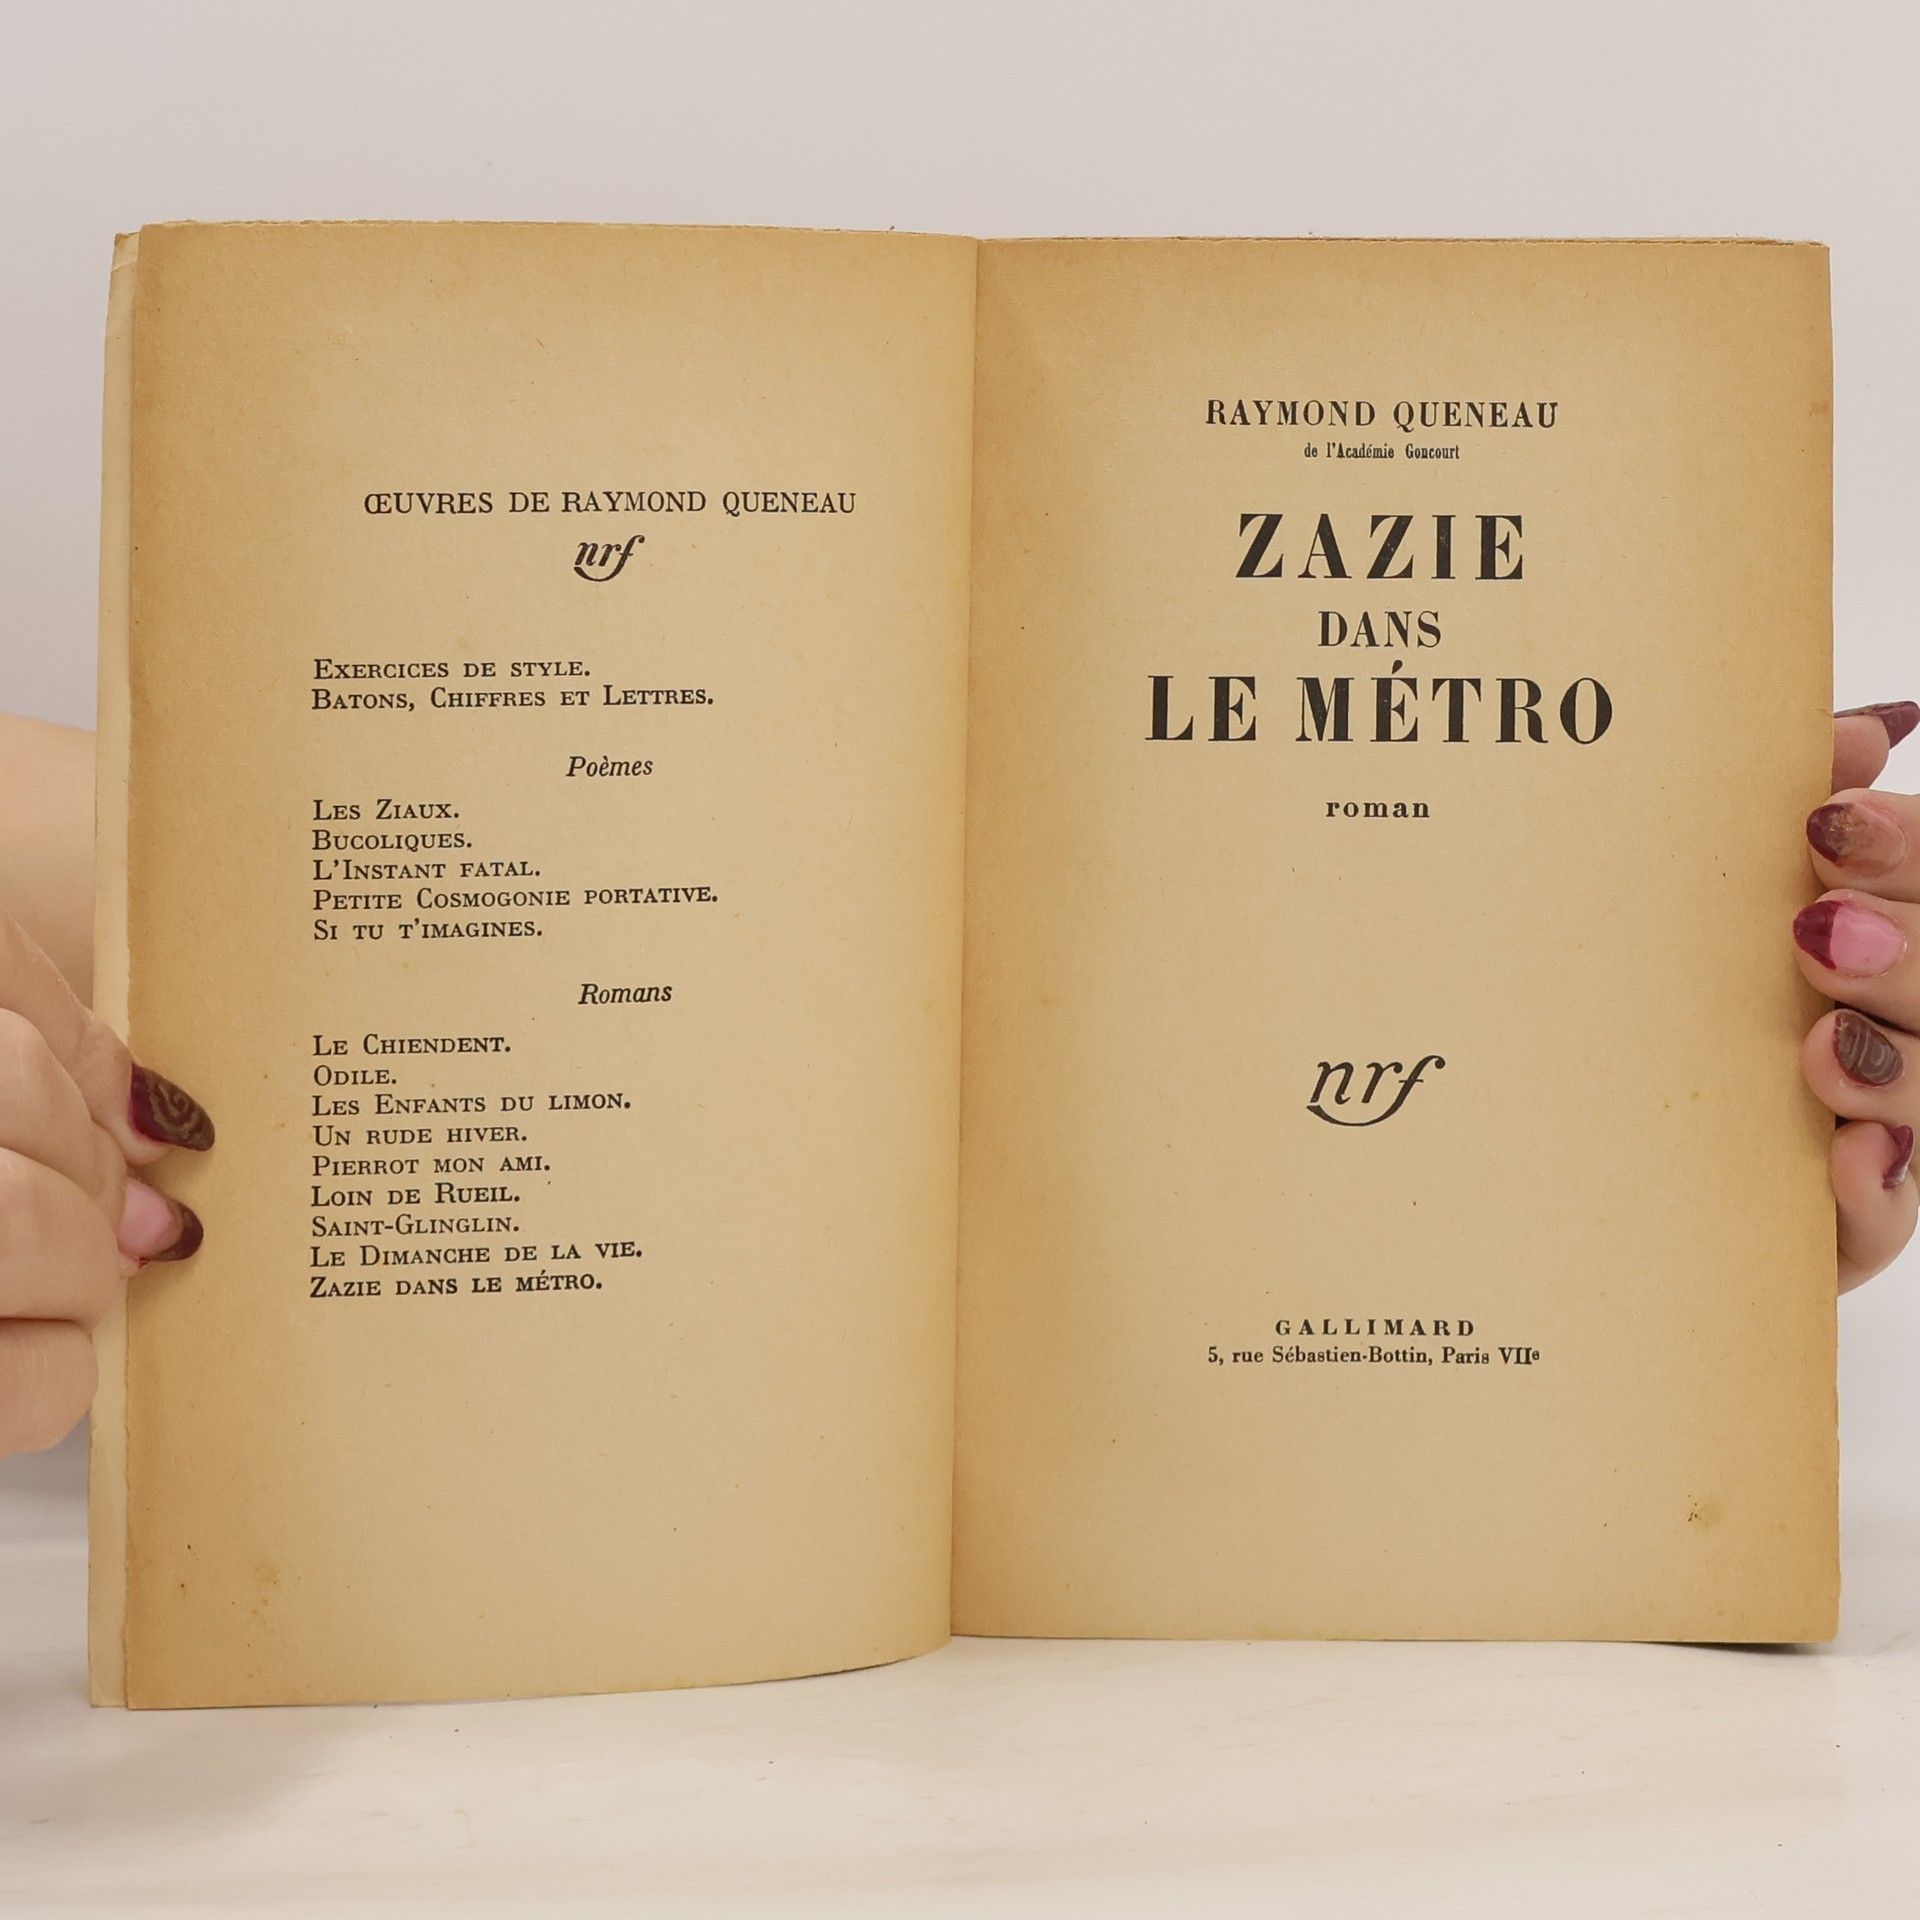 ŒUVRES DE RAYMOND QUENEAU
nrf
EXERCICES DE STYLE.
BATONS, CHIFFRES ET LETTRES.
Poèmes
LES ZIAUX.
BUCOLIQUES.
L'INSTANT FATAL.
PETITE COSMOGONIE PORTATIVE.
SI TU T'IMAGINES.
Romans
LE CHIENDENT.
ODILE.
LES ENFANTS DU LIMON.
UN RUDE HIVER.
PIERROT MON AMI.
LOIN DE RUEIL.
SAINT-GLINGLIN.
LE DIMANCHE DE LA VIE.
ZAZIE DANS LE MÉTRO.
RAYMOND QUENEAU
de l'Académie Goncourt
ZAZIE
DANS
LE MÉTRO
roman
nrf
GALLIMARD
5, rue Sébastien-Bottin, Paris VIIe